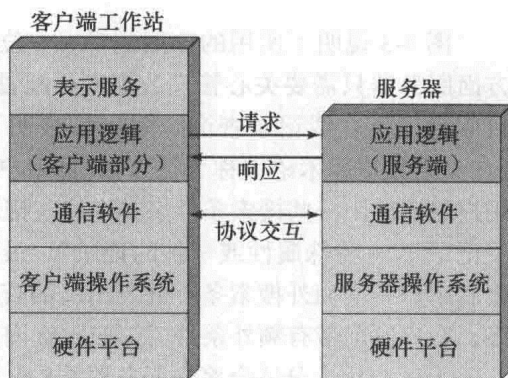 客户端工作站
表示服务
应用逻辑
（客户端部分）
通信软件
客户端操作系统
硬件平台
请求
响应
协议交互
服务器
应用逻辑
（服务端）
通信软件
服务器操作系统
硬件平台